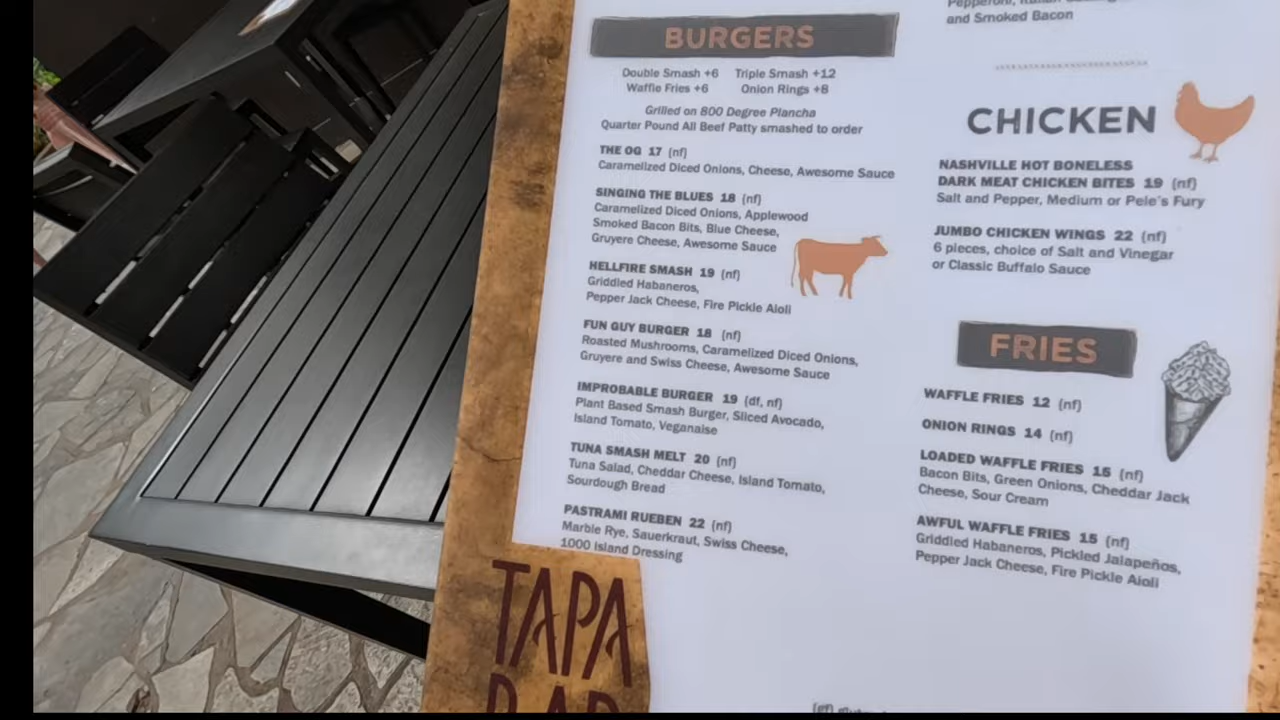 BURGERS
Double Smash +6 Triple Smash +12
Waffle Fries +6 Onion Rings +8
Grilled on 800 Degree Plancha
Quarter Pound All Beef Patty smashed to order
THE OG 17 (nf)
Caramelized Diced Onions, Cheese, Awesome Sauce
SINGING THE BLUES 18 (nf)
Caramelized Diced Onions, Applewood
Smoked Bacon Bits, Blue Cheese,
Gruyere Cheese, Awesome Sauce
HELLFIRE SMASH 19 (nf)
Griddled Habaneros,
Pepper Jack Cheese, Fire Pickle Aioli
FUN GUY BURGER 18 (nf)
Roasted Mushrooms, Caramelized Diced Onions,
Gruyere and Swiss Cheese, Awesome Sauce
IMPROBABLE BURGER 19 (df, nf)
Plant Based Smash Burger, Sliced Avocado,
Island Tomato, Veganaise
TUNA SMASH MELT 20 (nf)
Tuna Salad, Cheddar Cheese, Island Tomato,
Sourdough Bread
PASTRAMI RUEBEN 22 (nf)
Marble Rye, Sauerkraut, Swiss Cheese,
1000 Island Dressing
TAPA
BAR
Pepperoni, Italian
and Smoked Bacon
CHICKEN
NASHVILLE HOT BONELESS
DARK MEAT CHICKEN BITES 19 (nf)
Salt and Pepper, Medium or Pele's Fury
JUMBO CHICKEN WINGS 22 (nf)
6 pieces, choice of Salt and Vinegar
or Classic Buffalo Sauce
FRIES
WAFFLE FRIES 12 (nf)
ONION RINGS 14 (nf)
LOADED WAFFLE FRIES 15 (nf)
Bacon Bits, Green Onions, Cheddar Jack
Cheese, Sour Cream
AWFUL WAFFLE FRIES 15 (nf)
Griddled Habaneros, Pickled Jalapeños,
Pepper Jack Cheese, Fire Pickle Aioli